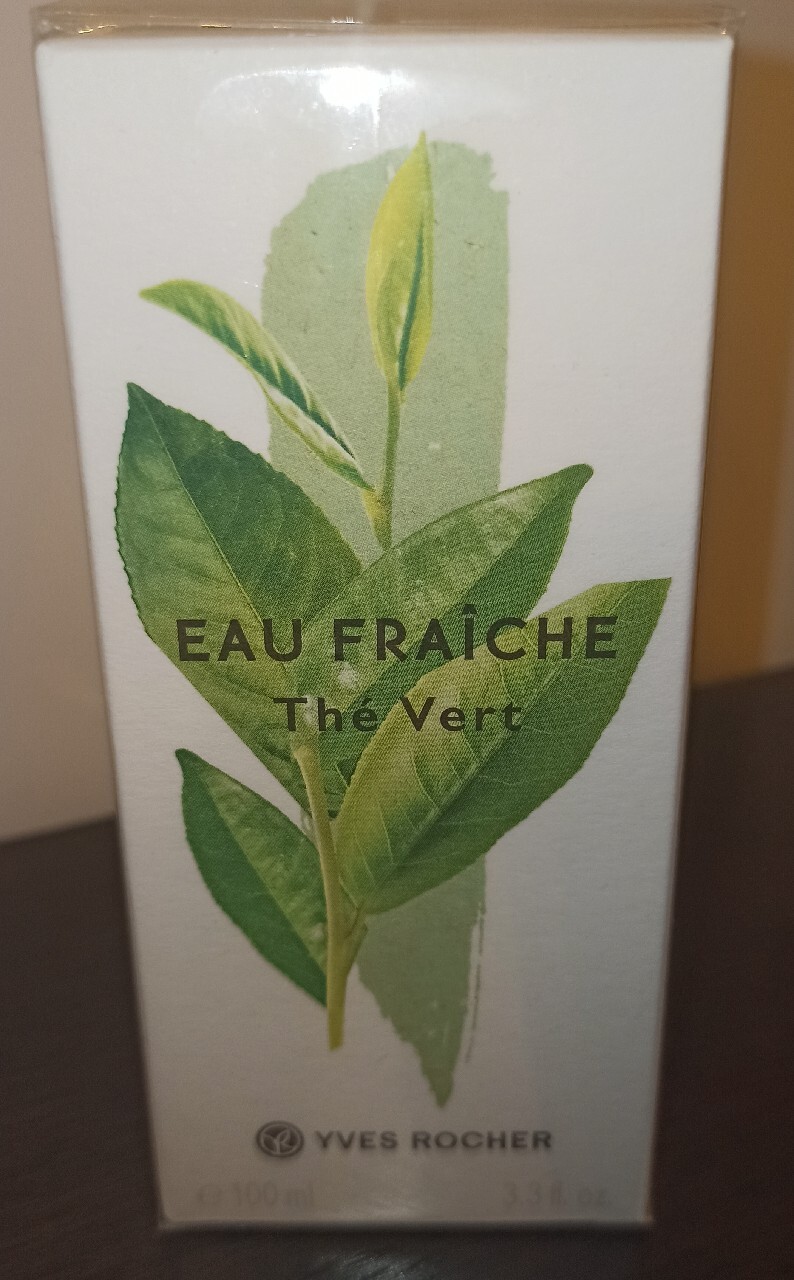 EAU FRAÎCHE
Thé Vert
YVES ROCHER
℮ 100 ml 3.3 fl. oz.